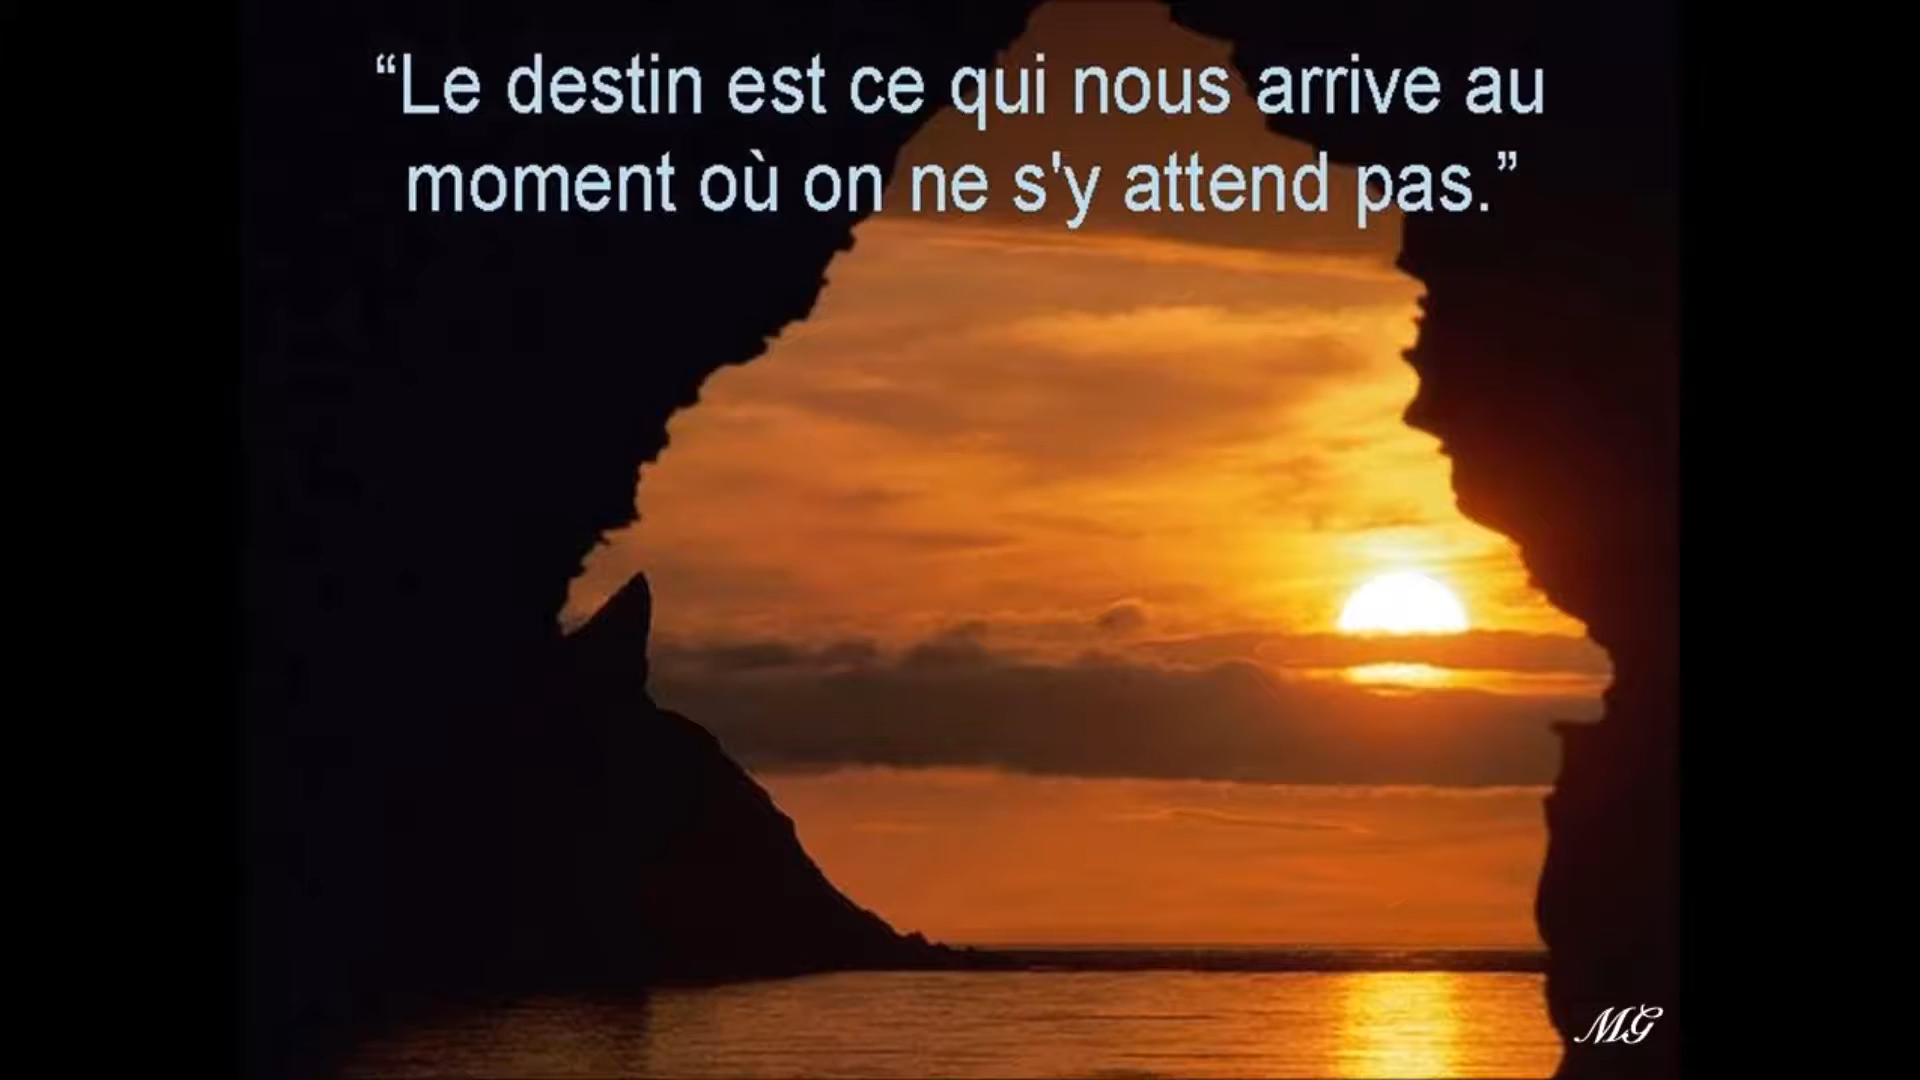 “Le destin est ce qui nous arrive au
moment où on ne s'y attend pas.”
MG